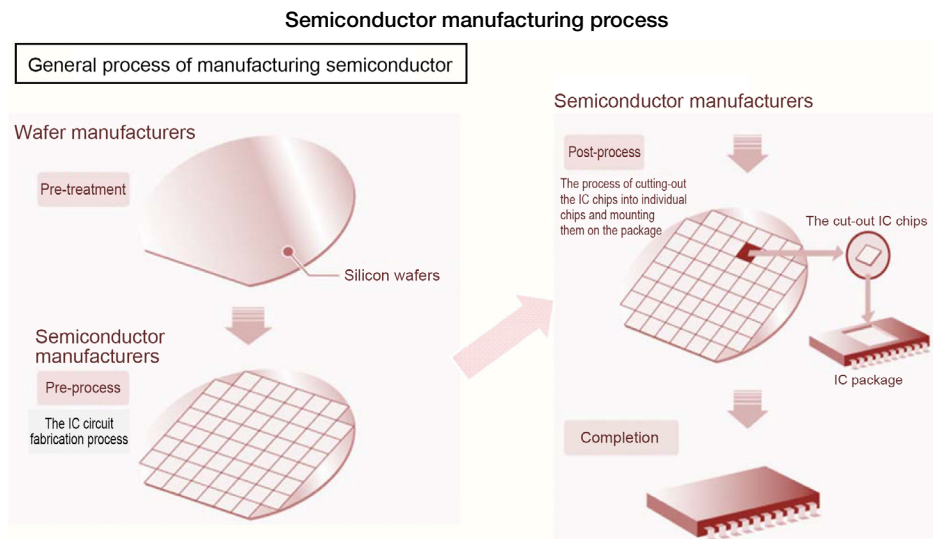 Semiconductor manufacturing process
General process of manufacturing semiconductor
Wafer manufacturers
Pre-treatment
Silicon wafers
Semiconductor
manufacturers
Pre-process
The IC circuit
fabrication process
Semiconductor manufacturers
Post-process
The process of cutting-out
the IC chips into individual
chips and mounting
them on the package
The cut-out IC chips
IC package
Completion